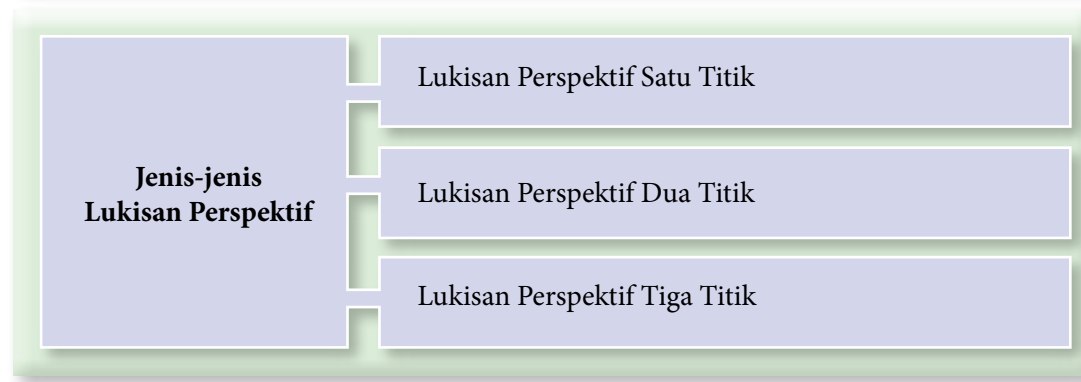 Jenis-jenis
Lukisan Perspektif
Lukisan Perspektif Satu Titik
Lukisan Perspektif Dua Titik
Lukisan Perspektif Tiga Titik